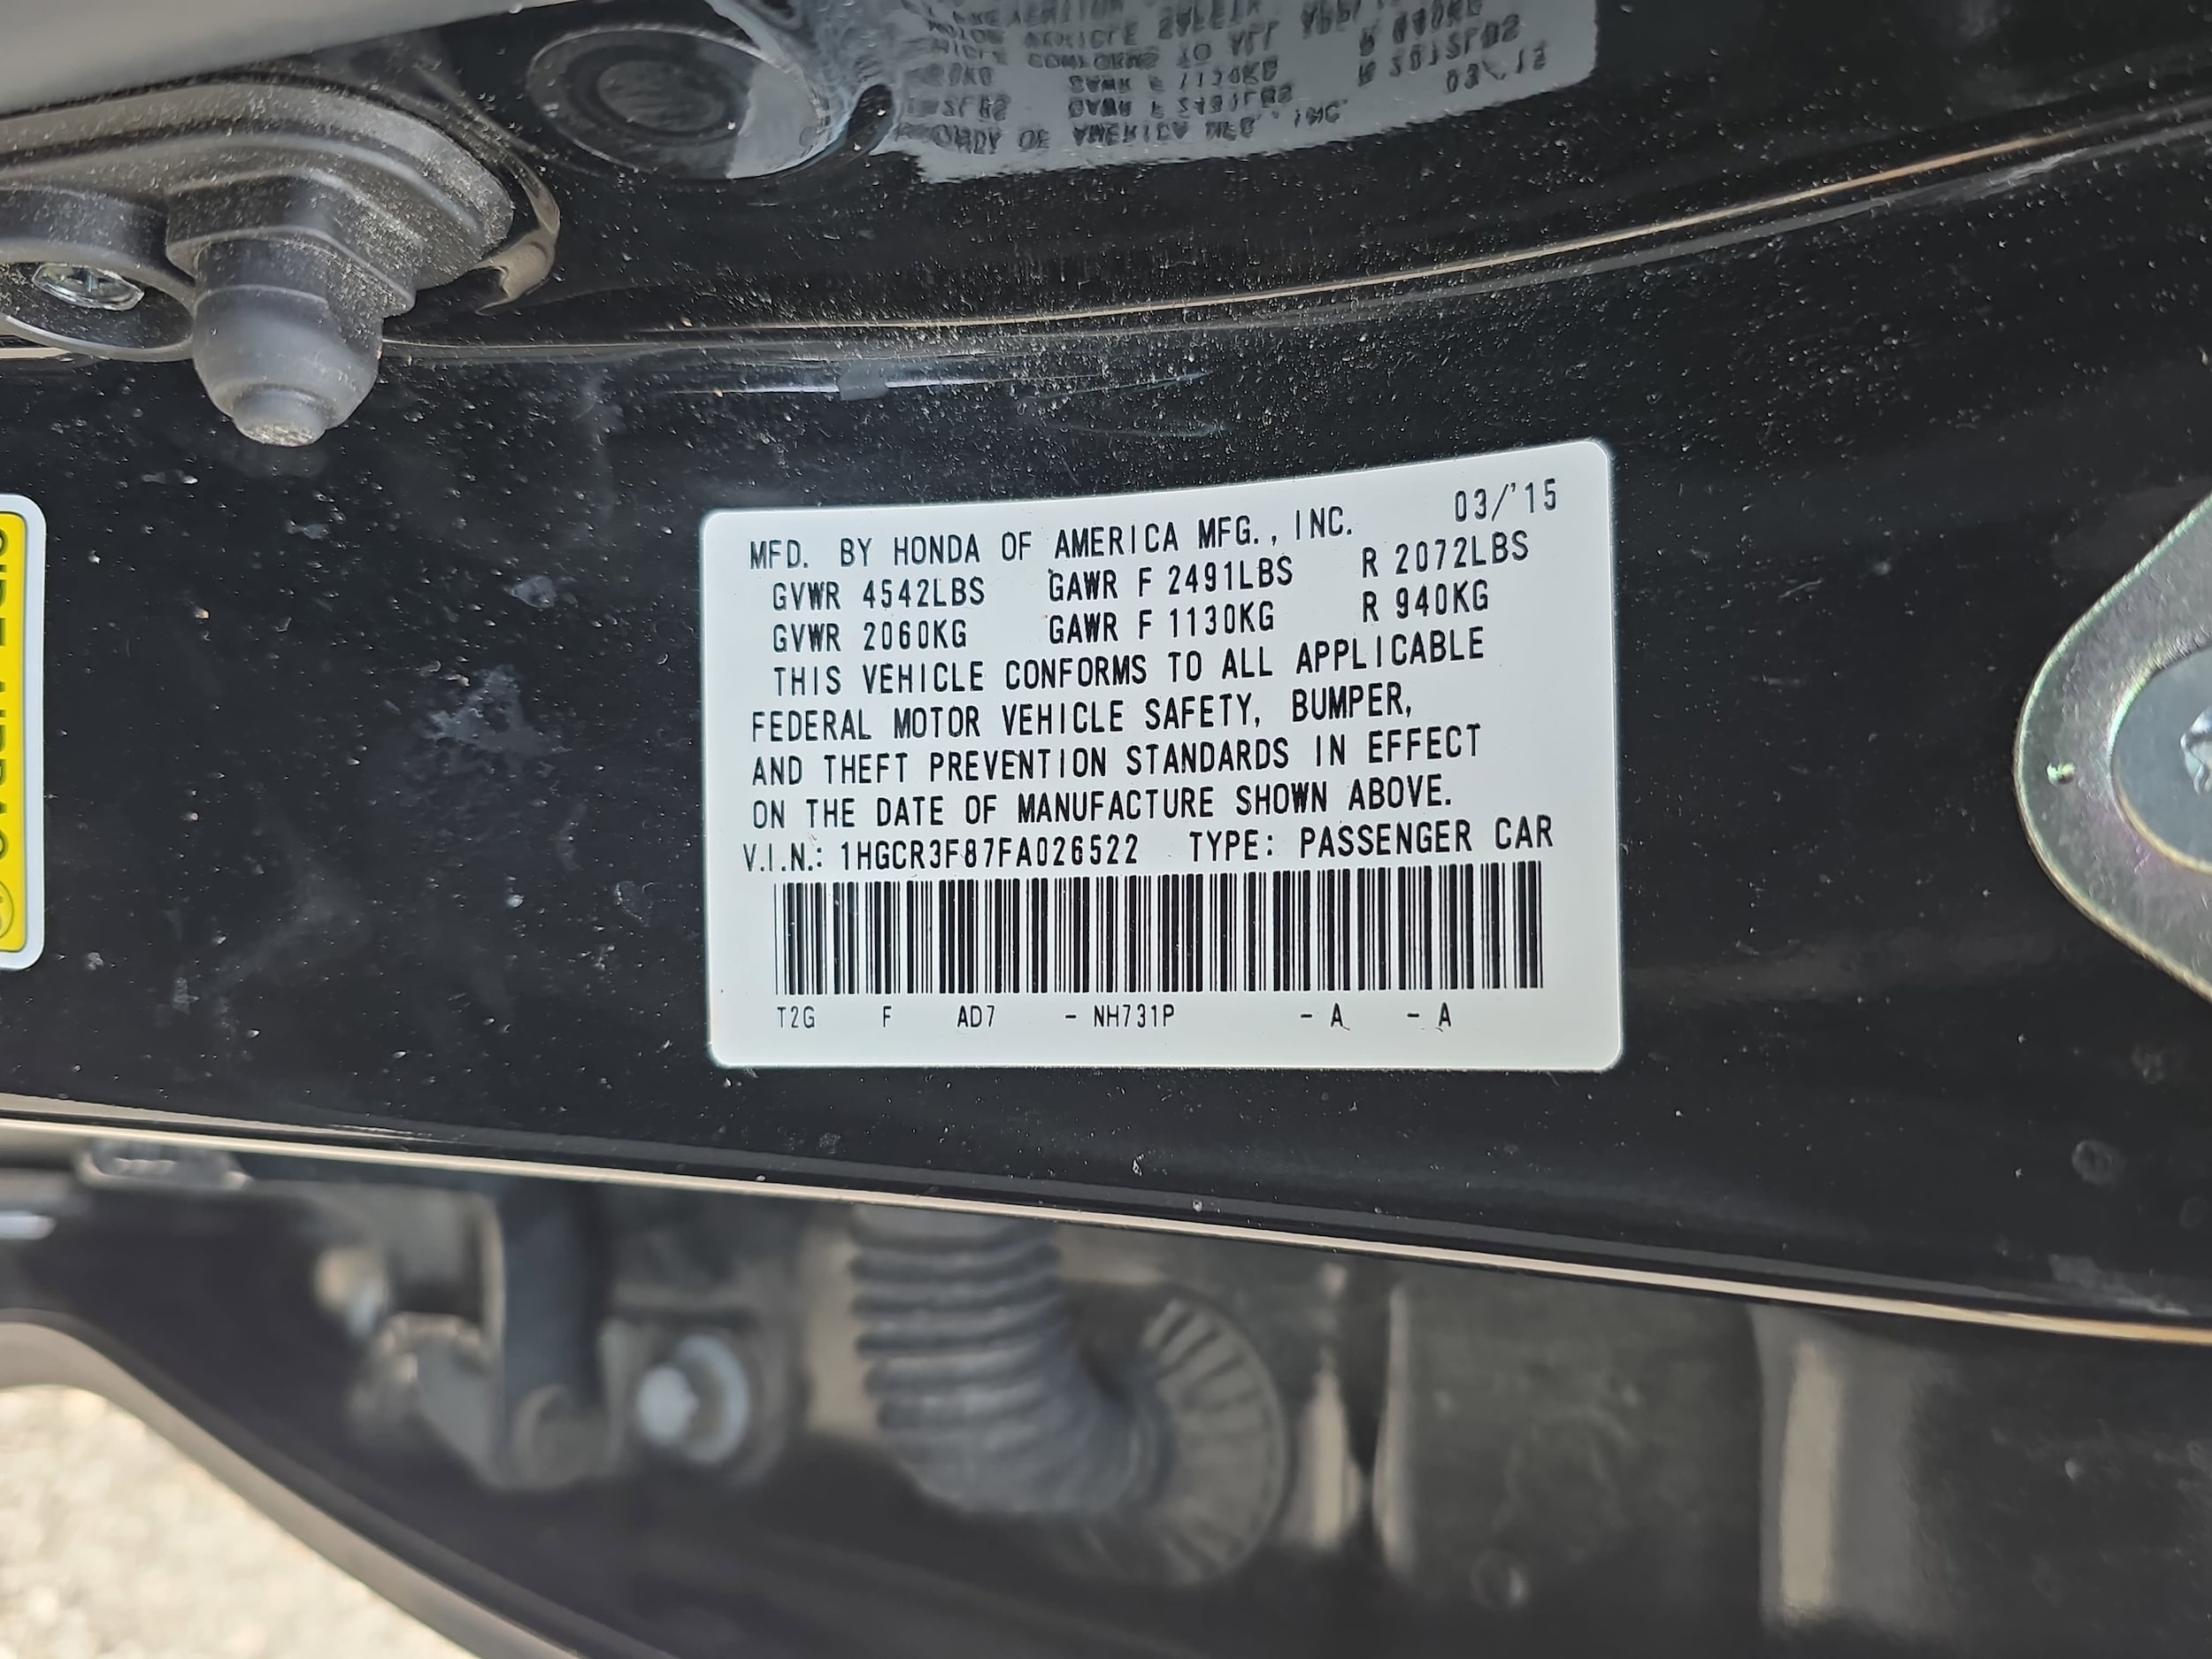 MFD. BY HONDA OF AMERICA MFG., INC. 03/'15
GVWR 4542LBS GAWR F 2491LBS R 2072LBS
GVWR 2060KG GAWR F 1130KG R 940KG
THIS VEHICLE CONFORMS TO ALL APPLICABLE
FEDERAL MOTOR VEHICLE SAFETY, BUMPER,
AND THEFT PREVENTION STANDARDS IN EFFECT
ON THE DATE OF MANUFACTURE SHOWN ABOVE.
V.I.N.: 1HGCR3F87FA026522 TYPE: PASSENGER CAR
T2G F AD7 - NH731P - A - A